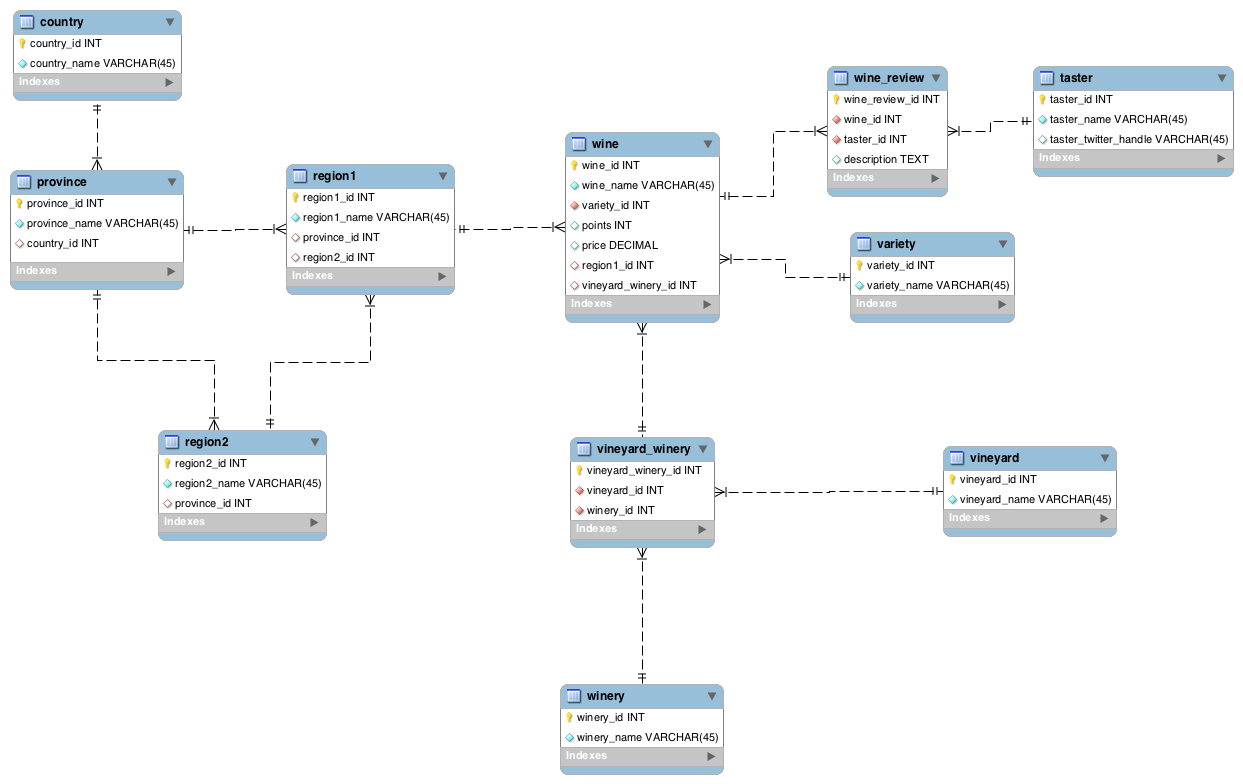 country
country_id INT
country_name VARCHAR(45)
Indexes
province
province_id INT
province_name VARCHAR(45)
country_id INT
Indexes
region1
region1_id INT
region1_name VARCHAR(45)
province_id INT
region2_id INT
Indexes
region2
region2_id INT
region2_name VARCHAR(45)
province_id INT
Indexes
wine
wine_id INT
wine_name VARCHAR(45)
variety_id INT
points INT
price DECIMAL
region1_id INT
vineyard_winery_id INT
Indexes
wine_review
wine_review_id INT
wine_id INT
taster_id INT
description TEXT
Indexes
taster
taster_id INT
taster_name VARCHAR(45)
taster_twitter_handle VARCHAR(45)
Indexes
variety
variety_id INT
variety_name VARCHAR(45)
Indexes
vineyard_winery
vineyard_winery_id INT
vineyard_id INT
winery_id INT
Indexes
vineyard
vineyard_id INT
vineyard_name VARCHAR(45)
Indexes
winery
winery_id INT
winery_name VARCHAR(45)
Indexes